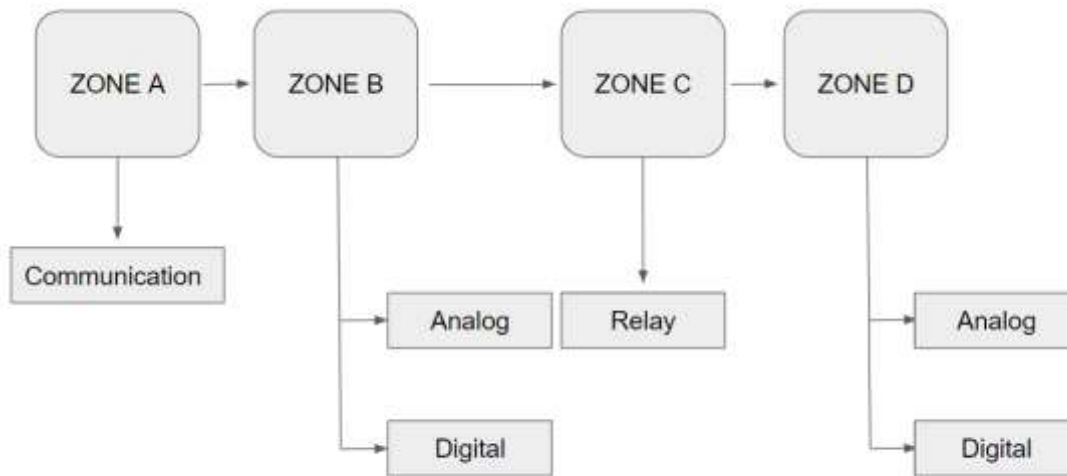 ZONE A
ZONE B
ZONE C
ZONE D
Communication
Analog
Relay
Analog
Digital
Digital